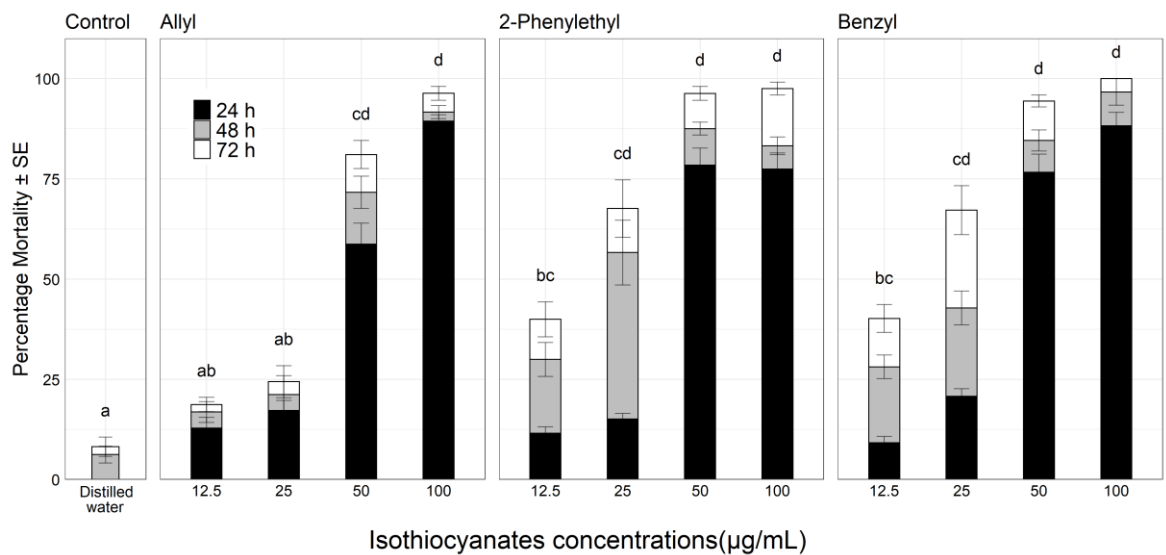 Control
Allyl
2-Phenylethyl
Benzyl
Percentage Mortality ± SE
100
75
50
25
0
24 h
48 h
72 h
a
ab
ab
cd
d
bc
cd
d
d
bc
cd
d
d
Distilled
water
12.5 25 50 100
12.5 25 50 100
12.5 25 50 100
Isothiocyanates concentrations(µg/mL)